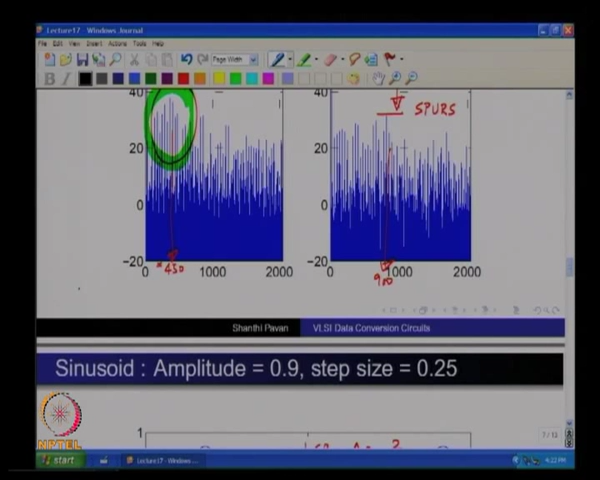 Lecture17 - Windows Journal
File Edit View Insert Actions Tools Help
Page Width
B I
40
20
0
-20
0 1000 2000
≈450
40
20
0
-20
0 1000 2000
900
SPURS
Shanthi Pavan VLSI Data Conversion Circuits
Sinusoid : Amplitude = 0.9, step size = 0.25
1
NPTEL
start
Lecture17 - Windows ...
4:22 PM